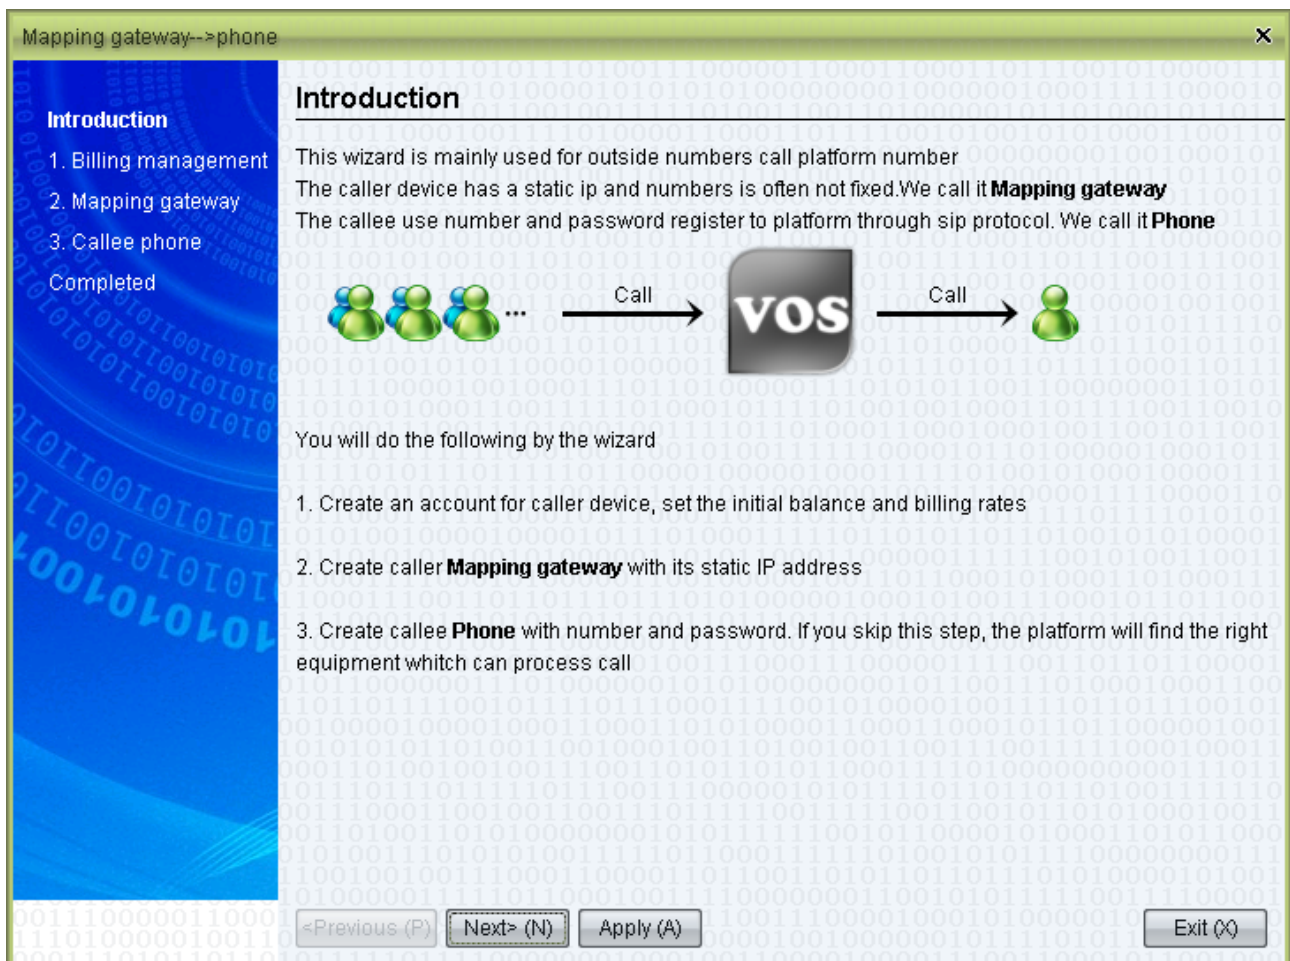 Mapping gateway-->phone
Introduction
1. Billing management
2. Mapping gateway
3. Callee phone
Completed
Introduction
This wizard is mainly used for outside numbers call platform number
The caller device has a static ip and numbers is often not fixed.We call it Mapping gateway
The callee use number and password register to platform through sip protocol. We call it Phone
... Call VOS Call
You will do the following by the wizard
1. Create an account for caller device, set the initial balance and billing rates
2. Create caller Mapping gateway with its static IP address
3. Create callee Phone with number and password. If you skip this step, the platform will find the right
equipment whitch can process call
<Previous (P) Next> (N) Apply (A) Exit (X)